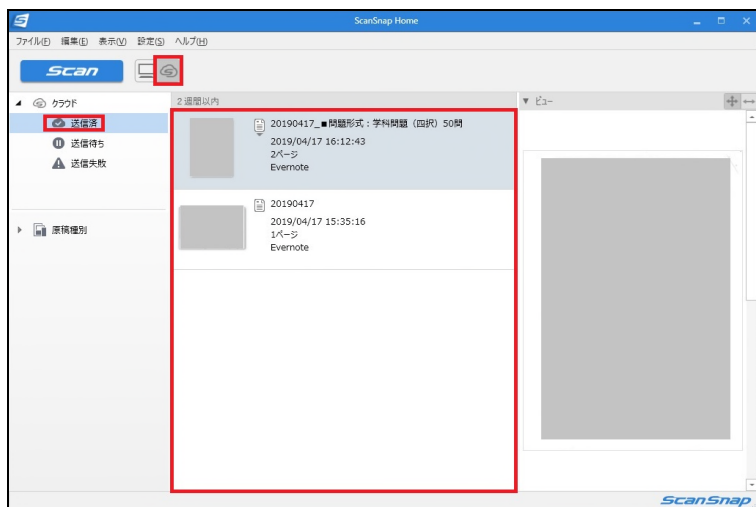 ScanSnap Home
ファイル(F) 編集(E) 表示(V) 設定(S) ヘルプ(H)
Scan
クラウド
送信済
送信待ち
送信失敗
原稿種別
2週間以内
20190417_■問題形式：学科問題（四択）50問
2019/04/17 16:12:43
2ページ
Evernote
20190417
2019/04/17 15:35:16
1ページ
Evernote
ビュー
ScanSnap